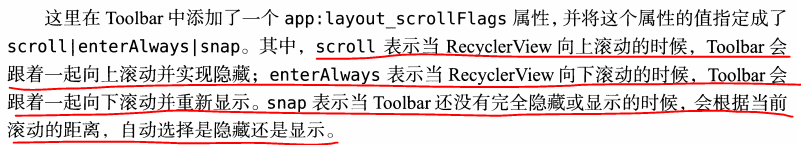 这里在 Toolbar 中添加了一个 app:layout_scrollFlags 属性，并将这个属性的值指定成了
scroll|enterAlways|snap。其中，scroll 表示当 RecyclerView 向上滚动的时候，Toolbar 会
跟着一起向上滚动并实现隐藏；enterAlways 表示当 RecyclerView 向下滚动的时候，Toolbar 会
跟着一起向下滚动并重新显示。snap 表示当 Toolbar 还没有完全隐藏或显示的时候，会根据当前
滚动的距离，自动选择是隐藏还是显示。